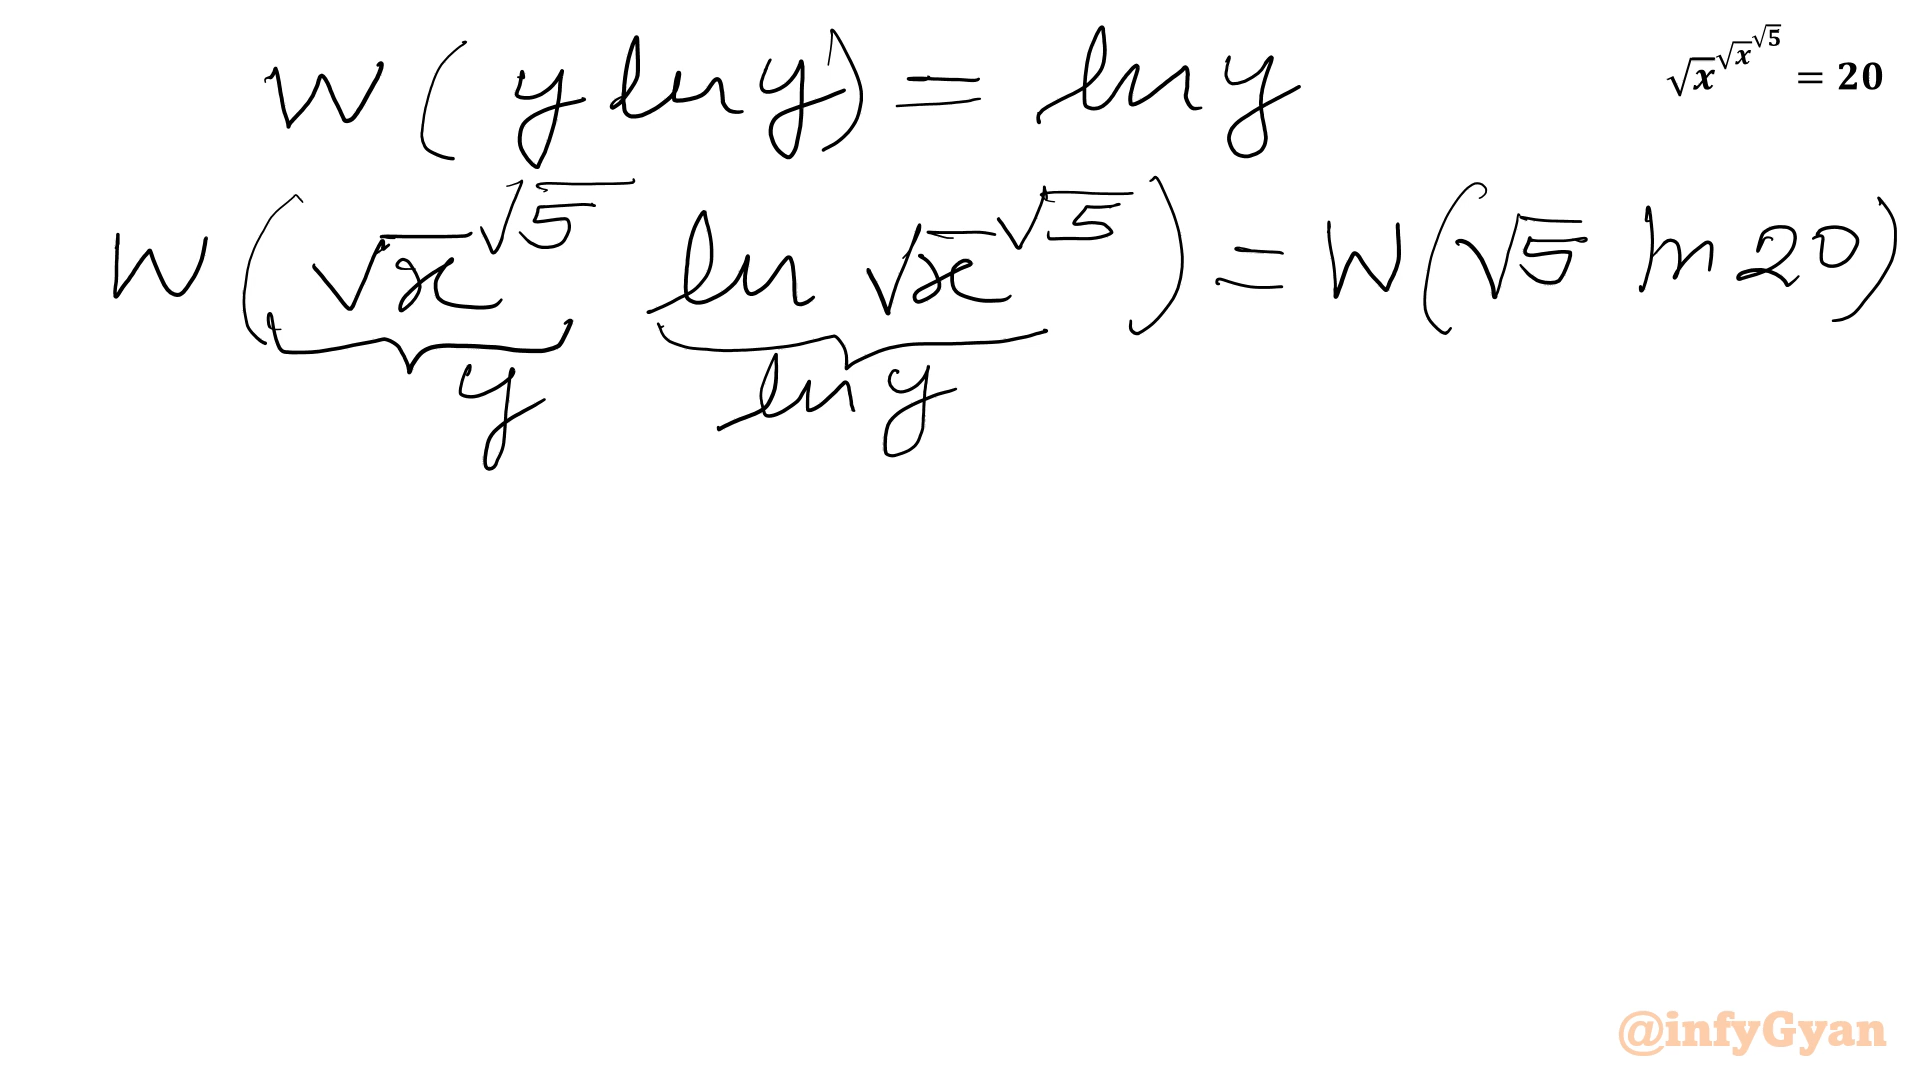 W(y ln y) = ln y
√x^√x^√5 = 20
W(√x^√5 ln √x^√5) = W(√5 ln 20)
y ln y
@infyGyan